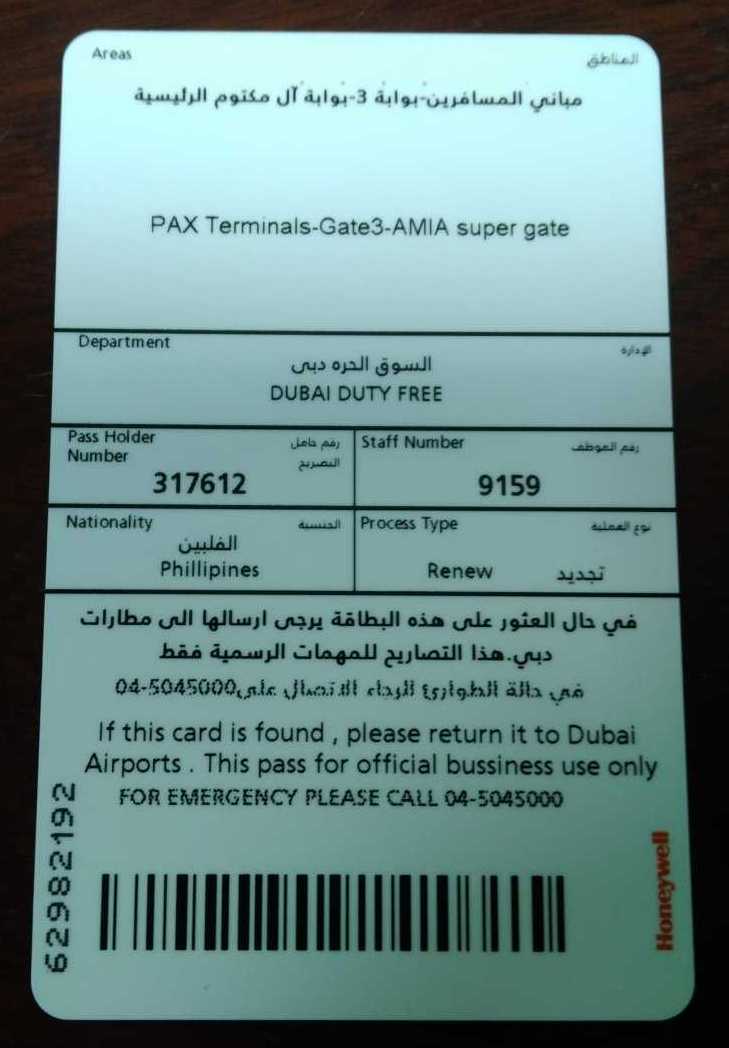 Areas المناطق
مباني المسافرين-بوابة 3-بوابة آل مكتوم الرئيسية
PAX Terminals-Gate3-AMIA super gate
Department الإدارة
السوق الحره دبى
DUBAI DUTY FREE
Pass Holder رقم حامل
Number التصريح
317612
Staff Number رقم الموظف
9159
Nationality الجنسية
الفلبين
Phillipines
Process Type نوع العملية
Renew تجديد
في حال العثور على هذه البطاقة يرجى ارسالها الى مطارات
دبي.هذا التصاريح للمهمات الرسمية فقط
في حالة الطوارئ الرجاء الاتصال على04-5045000
If this card is found , please return it to Dubai
Airports . This pass for official bussiness use only
FOR EMERGENCY PLEASE CALL 04-5045000
62982192
Honeywell